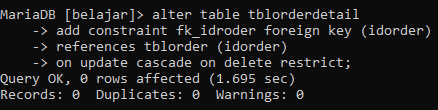 MariaDB [belajar]> alter table tblorderdetail
    -> add constraint fk_idroder foreign key (idorder)
    -> references tblorder (idorder)
    -> on update cascade on delete restrict;
Query OK, 0 rows affected (1.695 sec)
Records: 0  Duplicates: 0  Warnings: 0